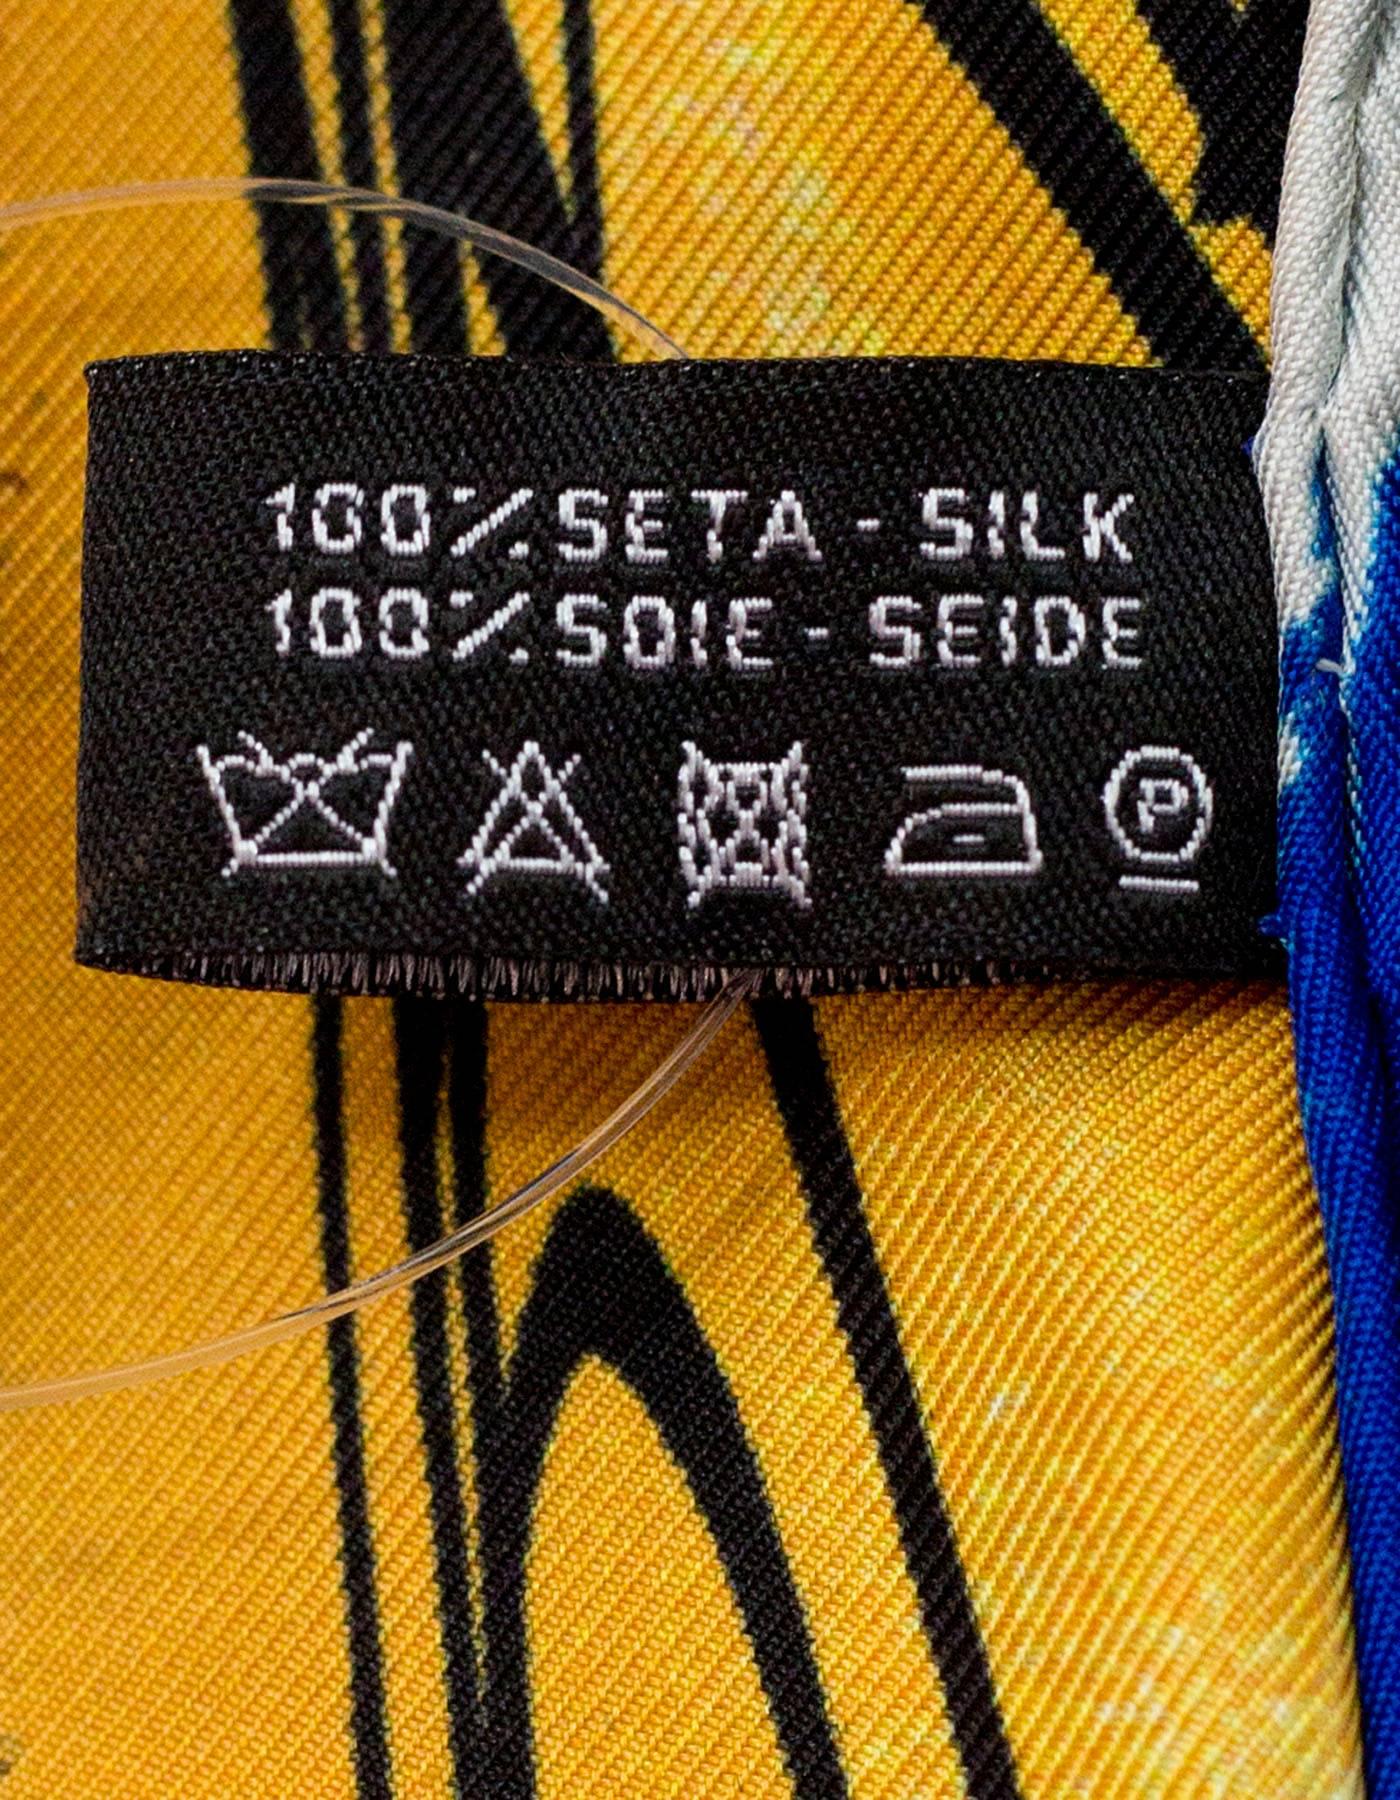 100% SETA - SILK
100% SOIE - SEIDE
P